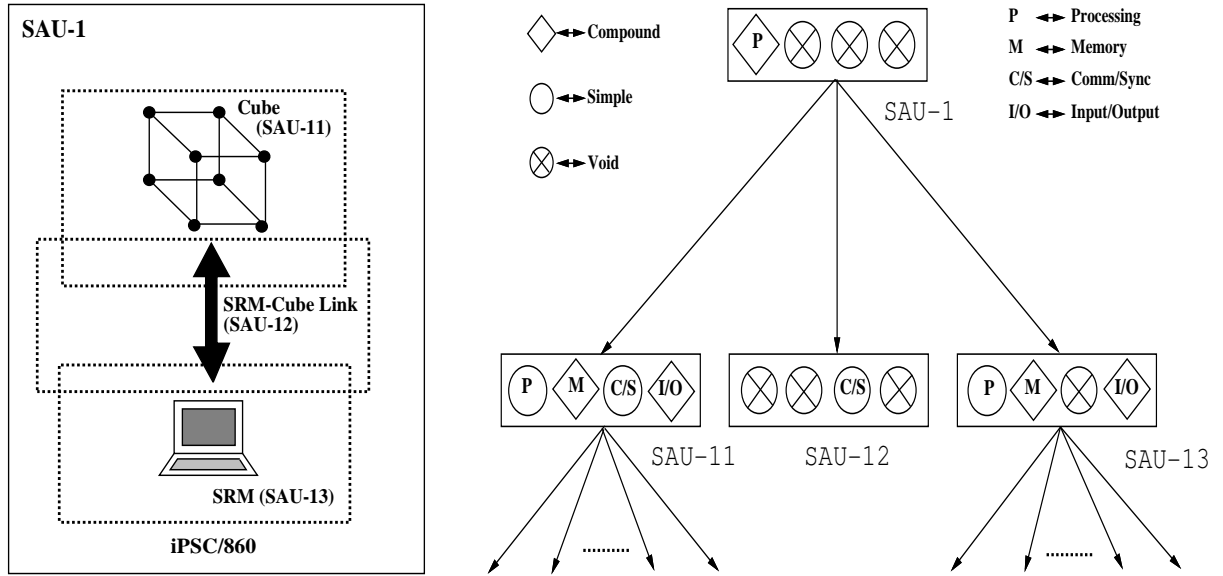 SAU-1
Cube
(SAU-11)
SRM-Cube Link
(SAU-12)
SRM (SAU-13)
iPSC/860
Compound
Simple
Void
P
SAU-1
P Processing
M Memory
C/S Comm/Sync
I/O Input/Output
P M C/S I/O
SAU-11
C/S
SAU-12
P M I/O
SAU-13